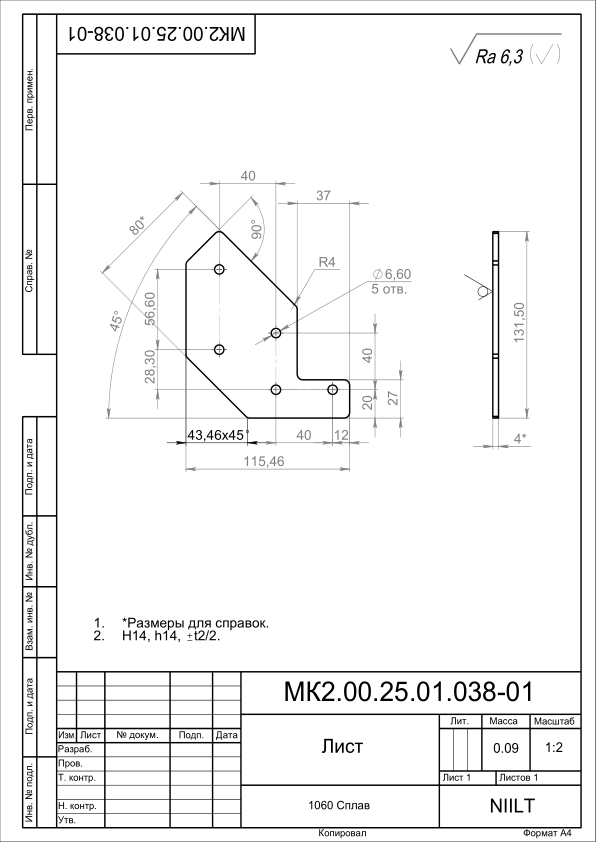 МК2.00.25.01.038-01
Ra 6,3 (√)
Перв. примен.
Справ. №
Подп. и дата
Инв. № дубл.
Взам. инв. №
Подп. и дата
Инв. № подл.
40
37
80*
90°
45°
R4
⌀6,60
5 отв.
56,60
28,30
40
20
27
43,46x45°
40
12
115,46
131,50
4*
1. *Размеры для справок.
2. H14, h14, ±t2/2.
МК2.00.25.01.038-01
Изм Лист № докум. Подп. Дата
Разраб.
Пров.
Т. контр.
Н. контр.
Утв.
Лист
Лит. Масса Масштаб
0.09 1:2
Лист 1 Листов 1
1060 Сплав
NIILT
Копировал Формат А4